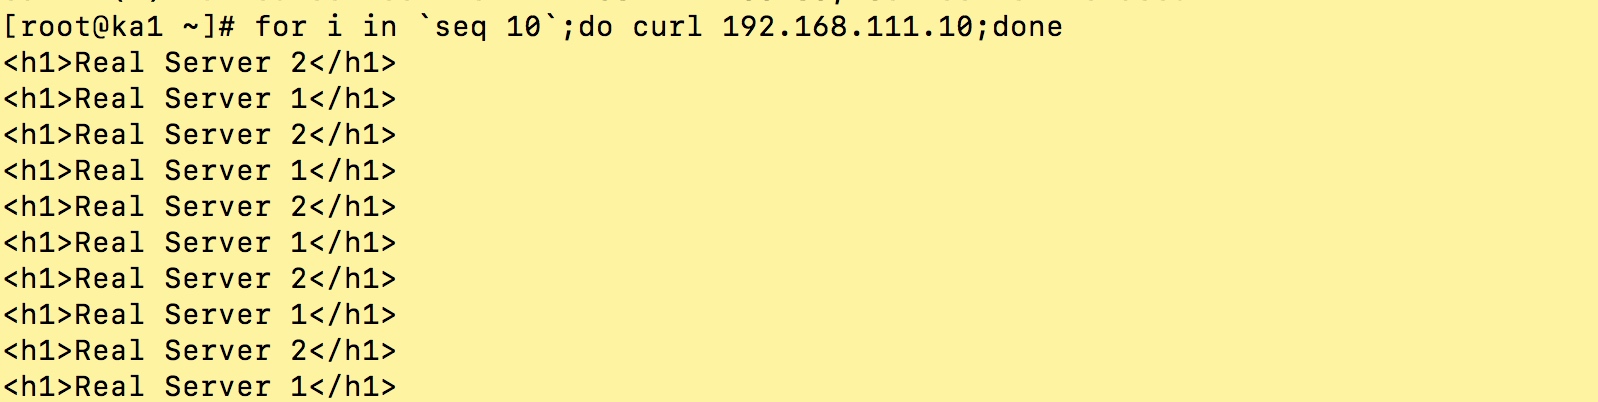 [root@ka1 ~]# for i in `seq 10`;do curl 192.168.111.10;done
<h1>Real Server 2</h1>
<h1>Real Server 1</h1>
<h1>Real Server 2</h1>
<h1>Real Server 1</h1>
<h1>Real Server 2</h1>
<h1>Real Server 1</h1>
<h1>Real Server 2</h1>
<h1>Real Server 1</h1>
<h1>Real Server 2</h1>
<h1>Real Server 1</h1>